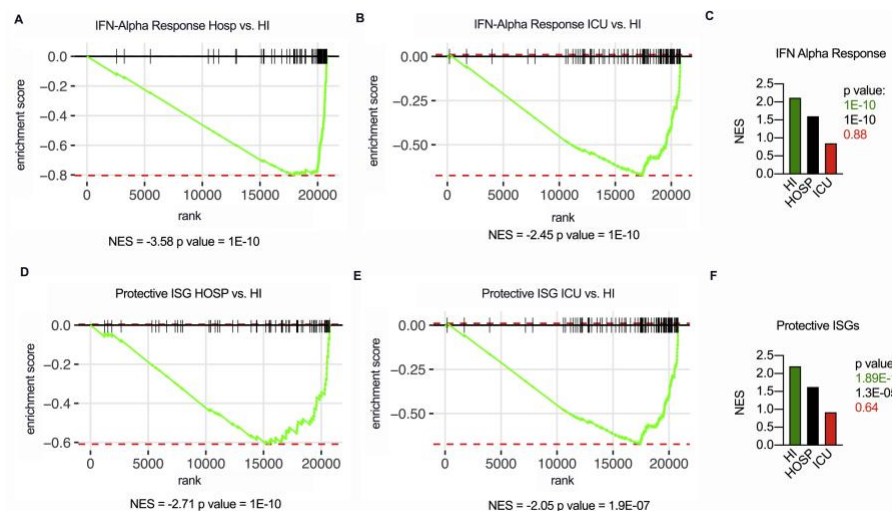 A
IFN-Alpha Response Hosp vs. HI
enrichment score
0.0
−0.2
−0.4
−0.6
−0.8
0
5000
10000
15000
20000
rank
NES = -3.58 p value = 1E-10
B
IFN-Alpha Response ICU vs. HI
enrichment score
0.00
−0.25
−0.50
0
5000
10000
15000
20000
rank
NES = -2.45 p value = 1E-10
C
IFN Alpha Response
NES
2.5
2.0
1.5
1.0
0.5
0.0
HI
HOSP
ICU
p value:
1E-10
1E-10
0.88
D
Protective ISG HOSP vs. HI
enrichment score
0.0
−0.2
−0.4
−0.6
0
5000
10000
15000
20000
rank
NES = -2.71 p value = 1E-10
E
Protective ISG ICU vs. HI
enrichment score
0.00
−0.25
−0.50
0
5000
10000
15000
20000
rank
NES = -2.05 p value = 1.9E-07
F
Protective ISGs
NES
2.5
2.0
1.5
1.0
0.5
0.0
HI
HOSP
ICU
p value
1.89E-
1.3E-05
0.64